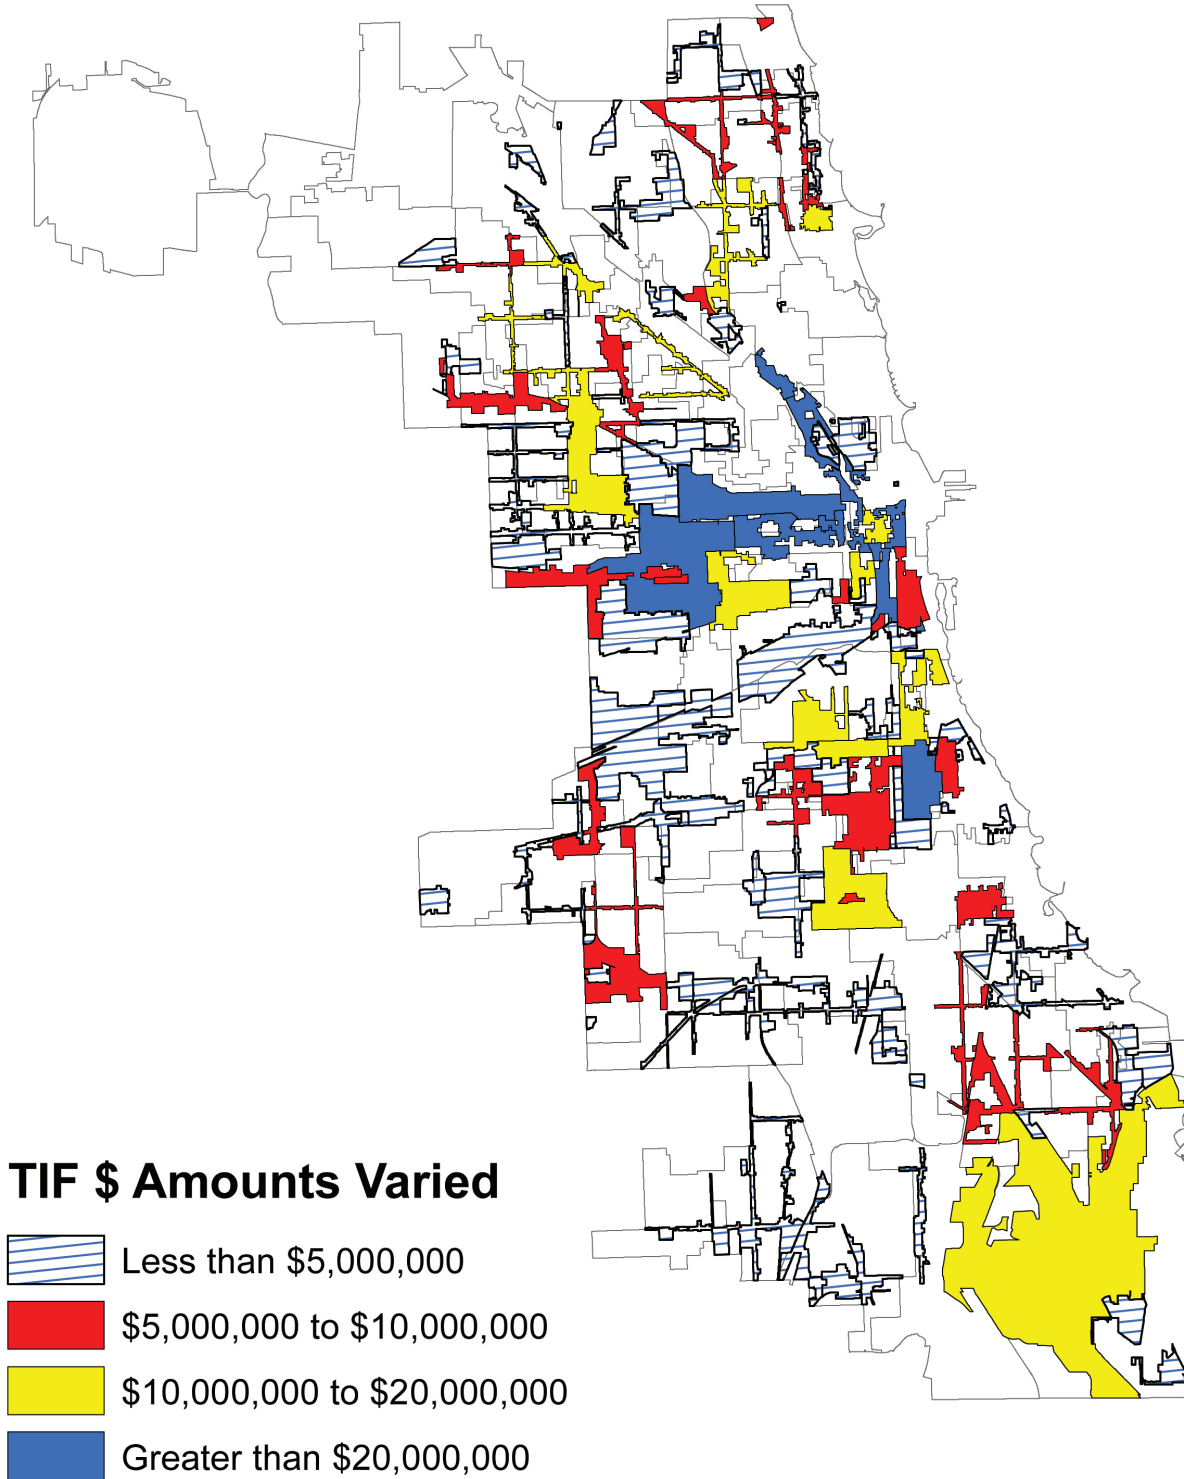 TIF $ Amounts Varied
Less than $5,000,000
$5,000,000 to $10,000,000
$10,000,000 to $20,000,000
Greater than $20,000,000